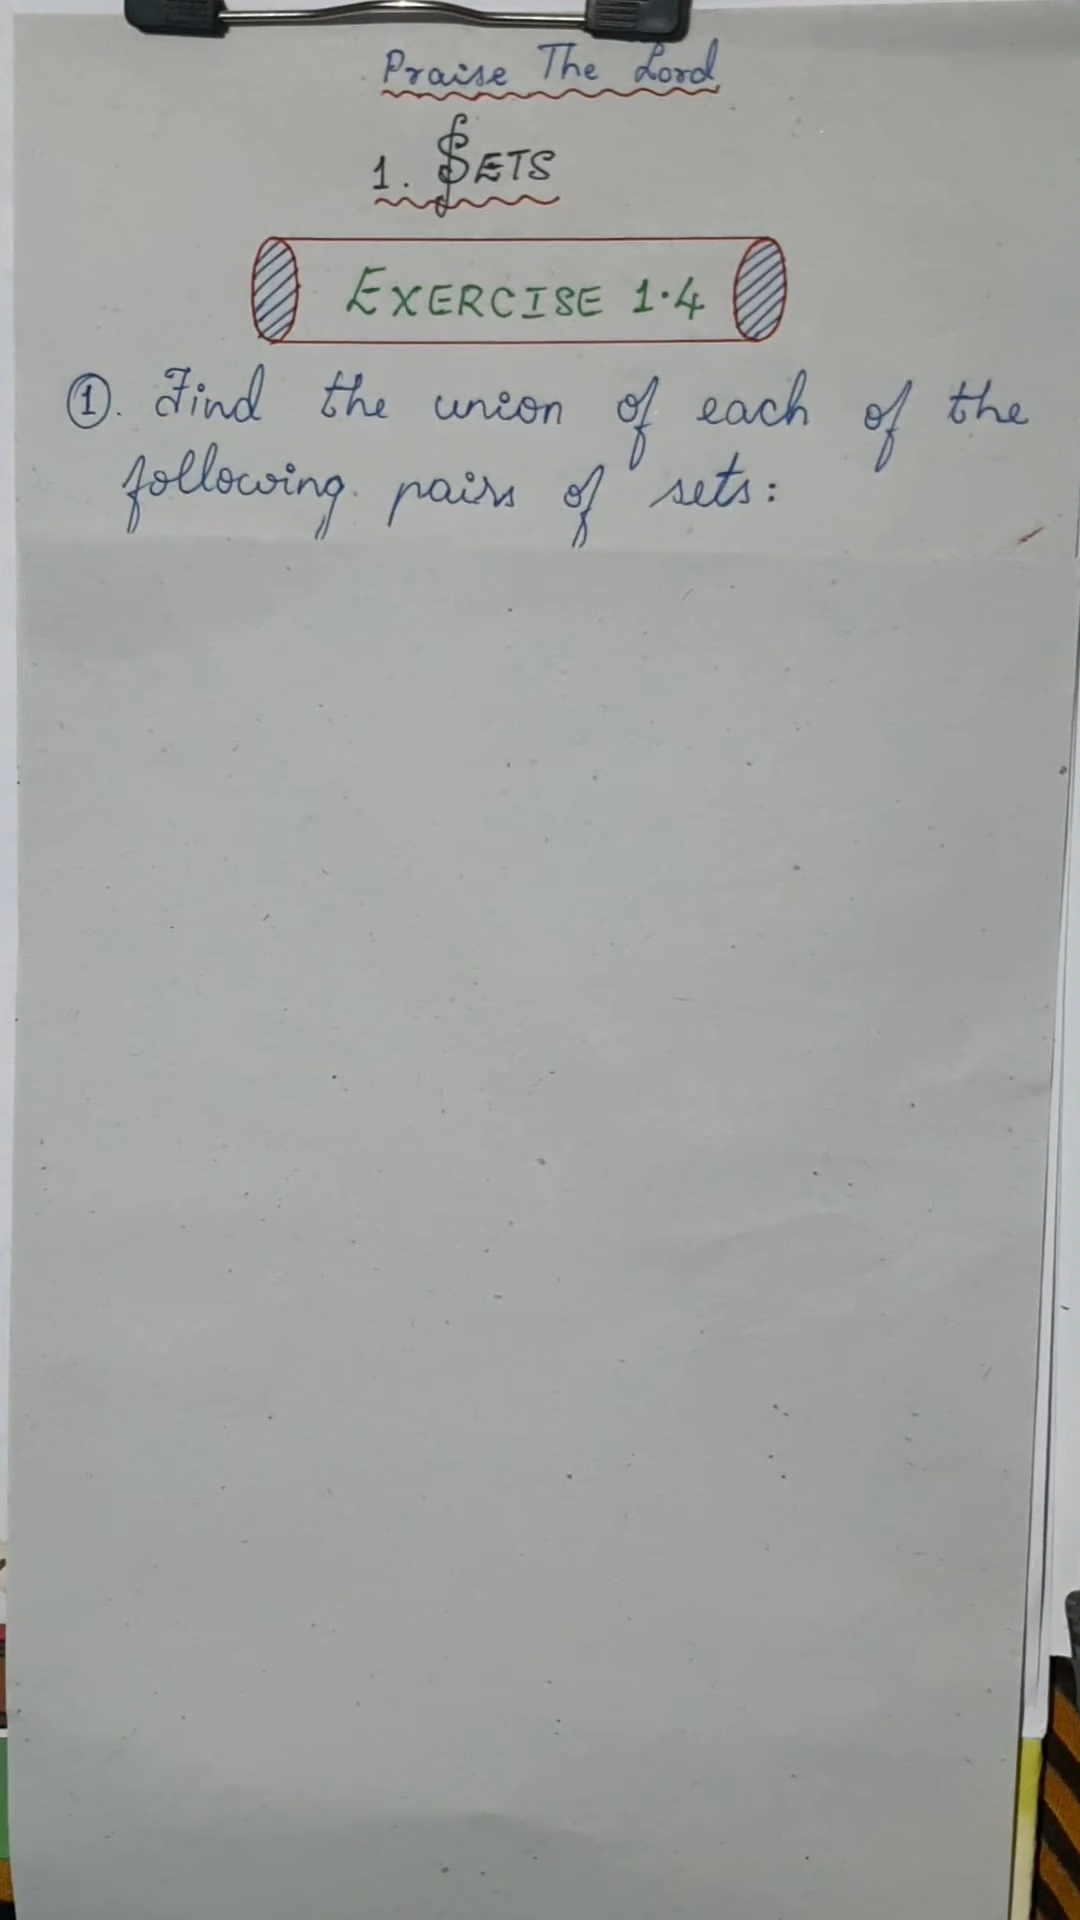 Praise The Lord
1. SETS
EXERCISE 1.4
①. Find the union of each of the
following pairs of sets: